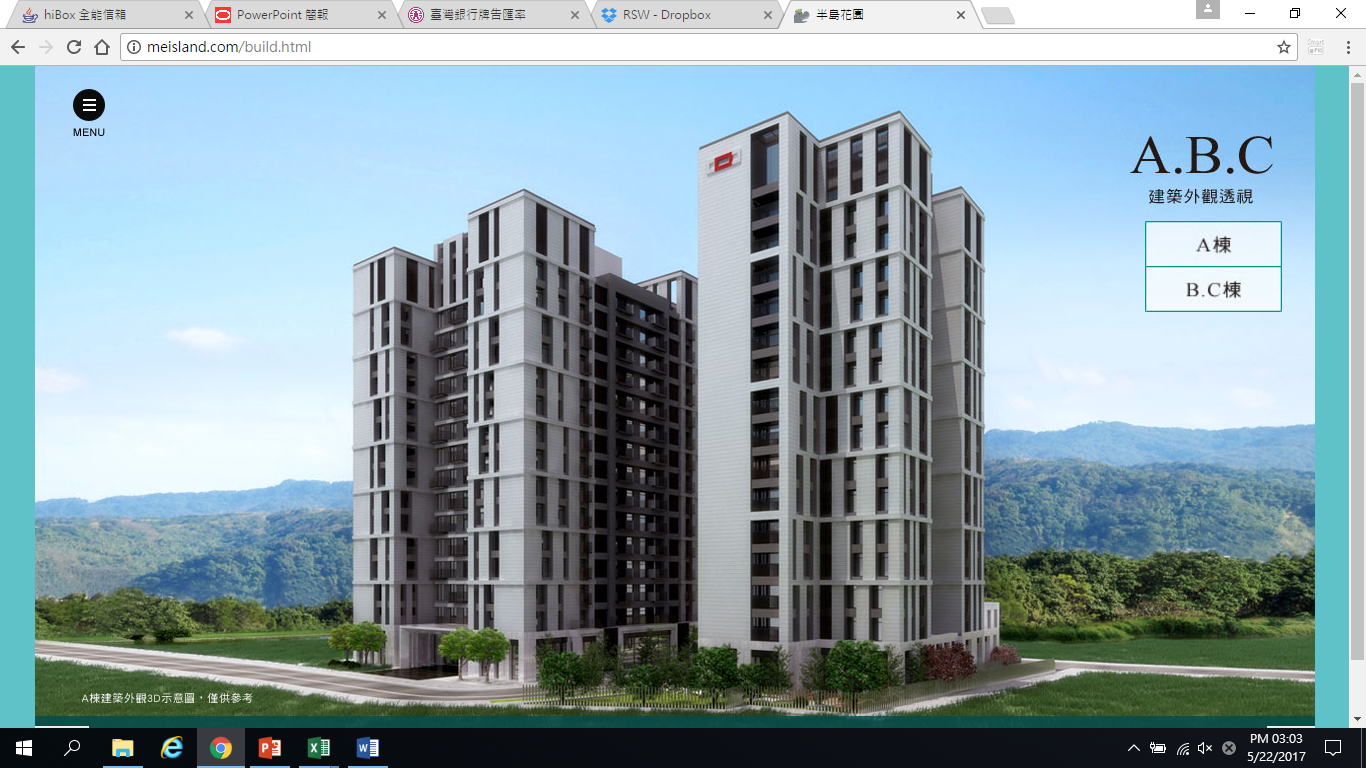 hiBox 全能信箱
PowerPoint 簡報
臺灣銀行牌告匯率
RSW - Dropbox
半島花園
meisland.com/build.html
MENU
A.B.C
建築外觀透視
A棟
B.C棟
A棟建築外觀3D示意圖，僅供參考
PM 03:03
5/22/2017